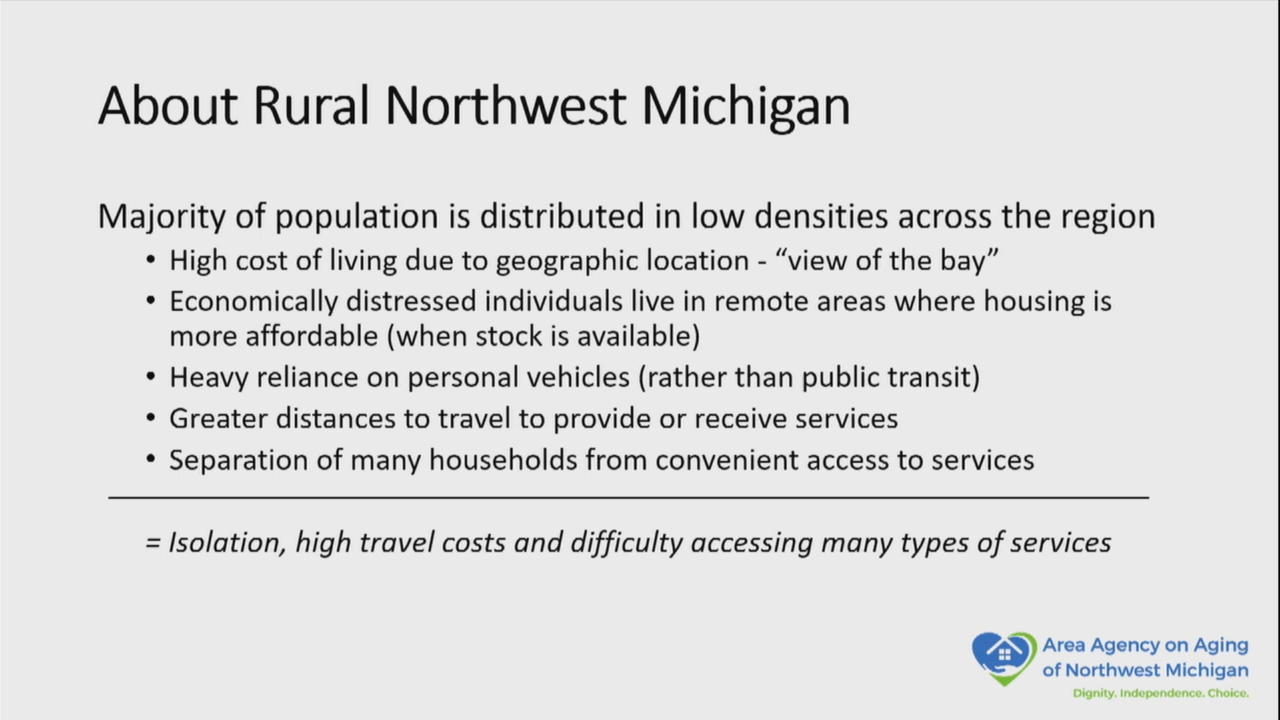 About Rural Northwest Michigan
Majority of population is distributed in low densities across the region
• High cost of living due to geographic location - “view of the bay”
• Economically distressed individuals live in remote areas where housing is
more affordable (when stock is available)
• Heavy reliance on personal vehicles (rather than public transit)
• Greater distances to travel to provide or receive services
• Separation of many households from convenient access to services
= Isolation, high travel costs and difficulty accessing many types of services
Area Agency on Aging
of Northwest Michigan
Dignity. Independence. Choice.